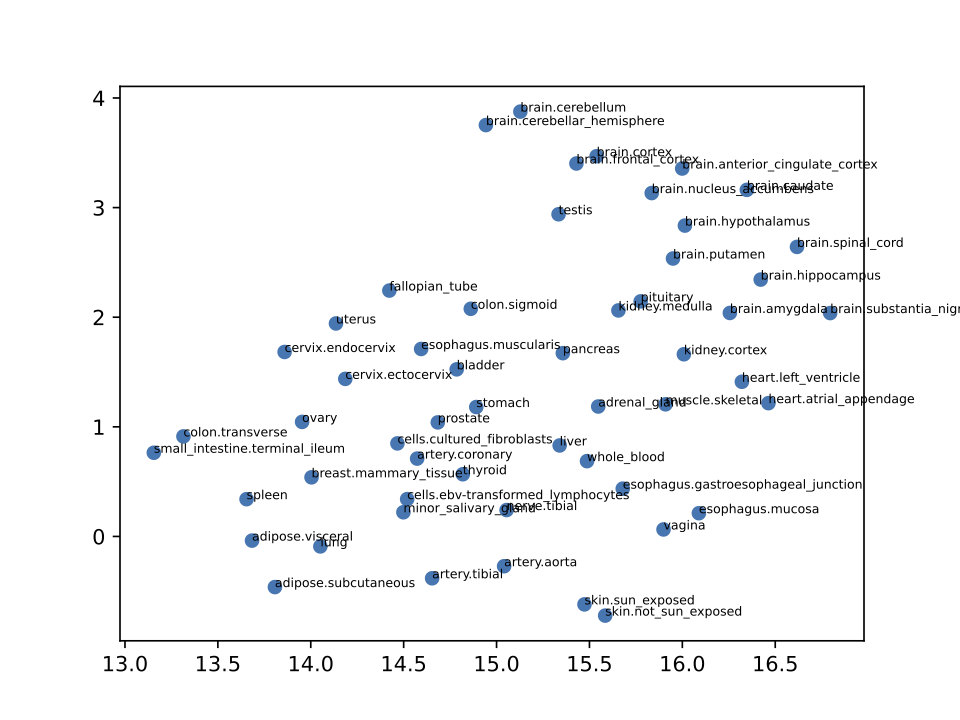 4
brain.cerebellum
brain.cerebellar_hemisphere
brain.cortex
brain.frontal_cortex
brain.anterior_cingulate_cortex
brain.caudate
brain.nucleus_accumbens
3
testis
brain.hypothalamus
brain.spinal_cord
brain.putamen
brain.hippocampus
fallopian_tube
pituitary
colon.sigmoid
kidney.medulla
brain.amygdala
brain.substantia_nigr
2
uterus
cervix.endocervix
esophagus.muscularis
pancreas
kidney.cortex
bladder
cervix.ectocervix
heart.left_ventricle
stomach
adrenal_gland
muscle.skeletal
heart.atrial_appendage
1
ovary
prostate
colon.transverse
cells.cultured_fibroblasts
liver
small_intestine.terminal_ileum
artery.coronary
whole_blood
breast.mammary_tissue
thyroid
esophagus.gastroesophageal_junction
spleen
cells.ebv-transformed_lymphocytes
minor_salivary_gland
nerve.tibial
esophagus.mucosa
vagina
0
adipose.visceral
lung
artery.aorta
artery.tibial
adipose.subcutaneous
skin.sun_exposed
skin.not_sun_exposed
13.0 13.5 14.0 14.5 15.0 15.5 16.0 16.5